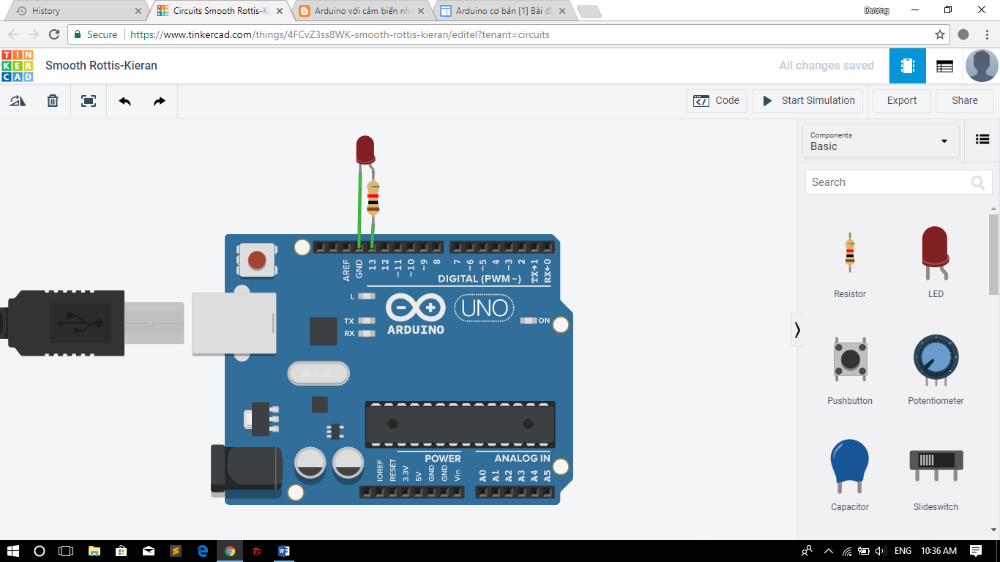 History
Circuits Smooth Rottis-Ki
Arduino với cảm biến nh
Arduino cơ bản [1] Bài đ
Dương
Secure
https://www.tinkercad.com/things/4FCvZ3ss8WK-smooth-rottis-kieran/editel?tenant=circuits
TIN
KER
CAD
Smooth Rottis-Kieran
All changes saved
Code
Start Simulation
Export
Share
Components
Basic
Search
AREF
GND
13
12
~11
~10
~9
8
7
~6
~5
4
~3
2
TX→1
RX←0
DIGITAL (PWM~)
L
TX
RX
UNO
ARDUINO
ON
SPK16.000G
POWER
ANALOG IN
IOREF
RESET
3.3V
5V
GND
GND
Vin
A0
A1
A2
A3
A4
A5
Resistor
LED
Pushbutton
Potentiometer
Capacitor
Slideswitch
ENG
10:36 AM